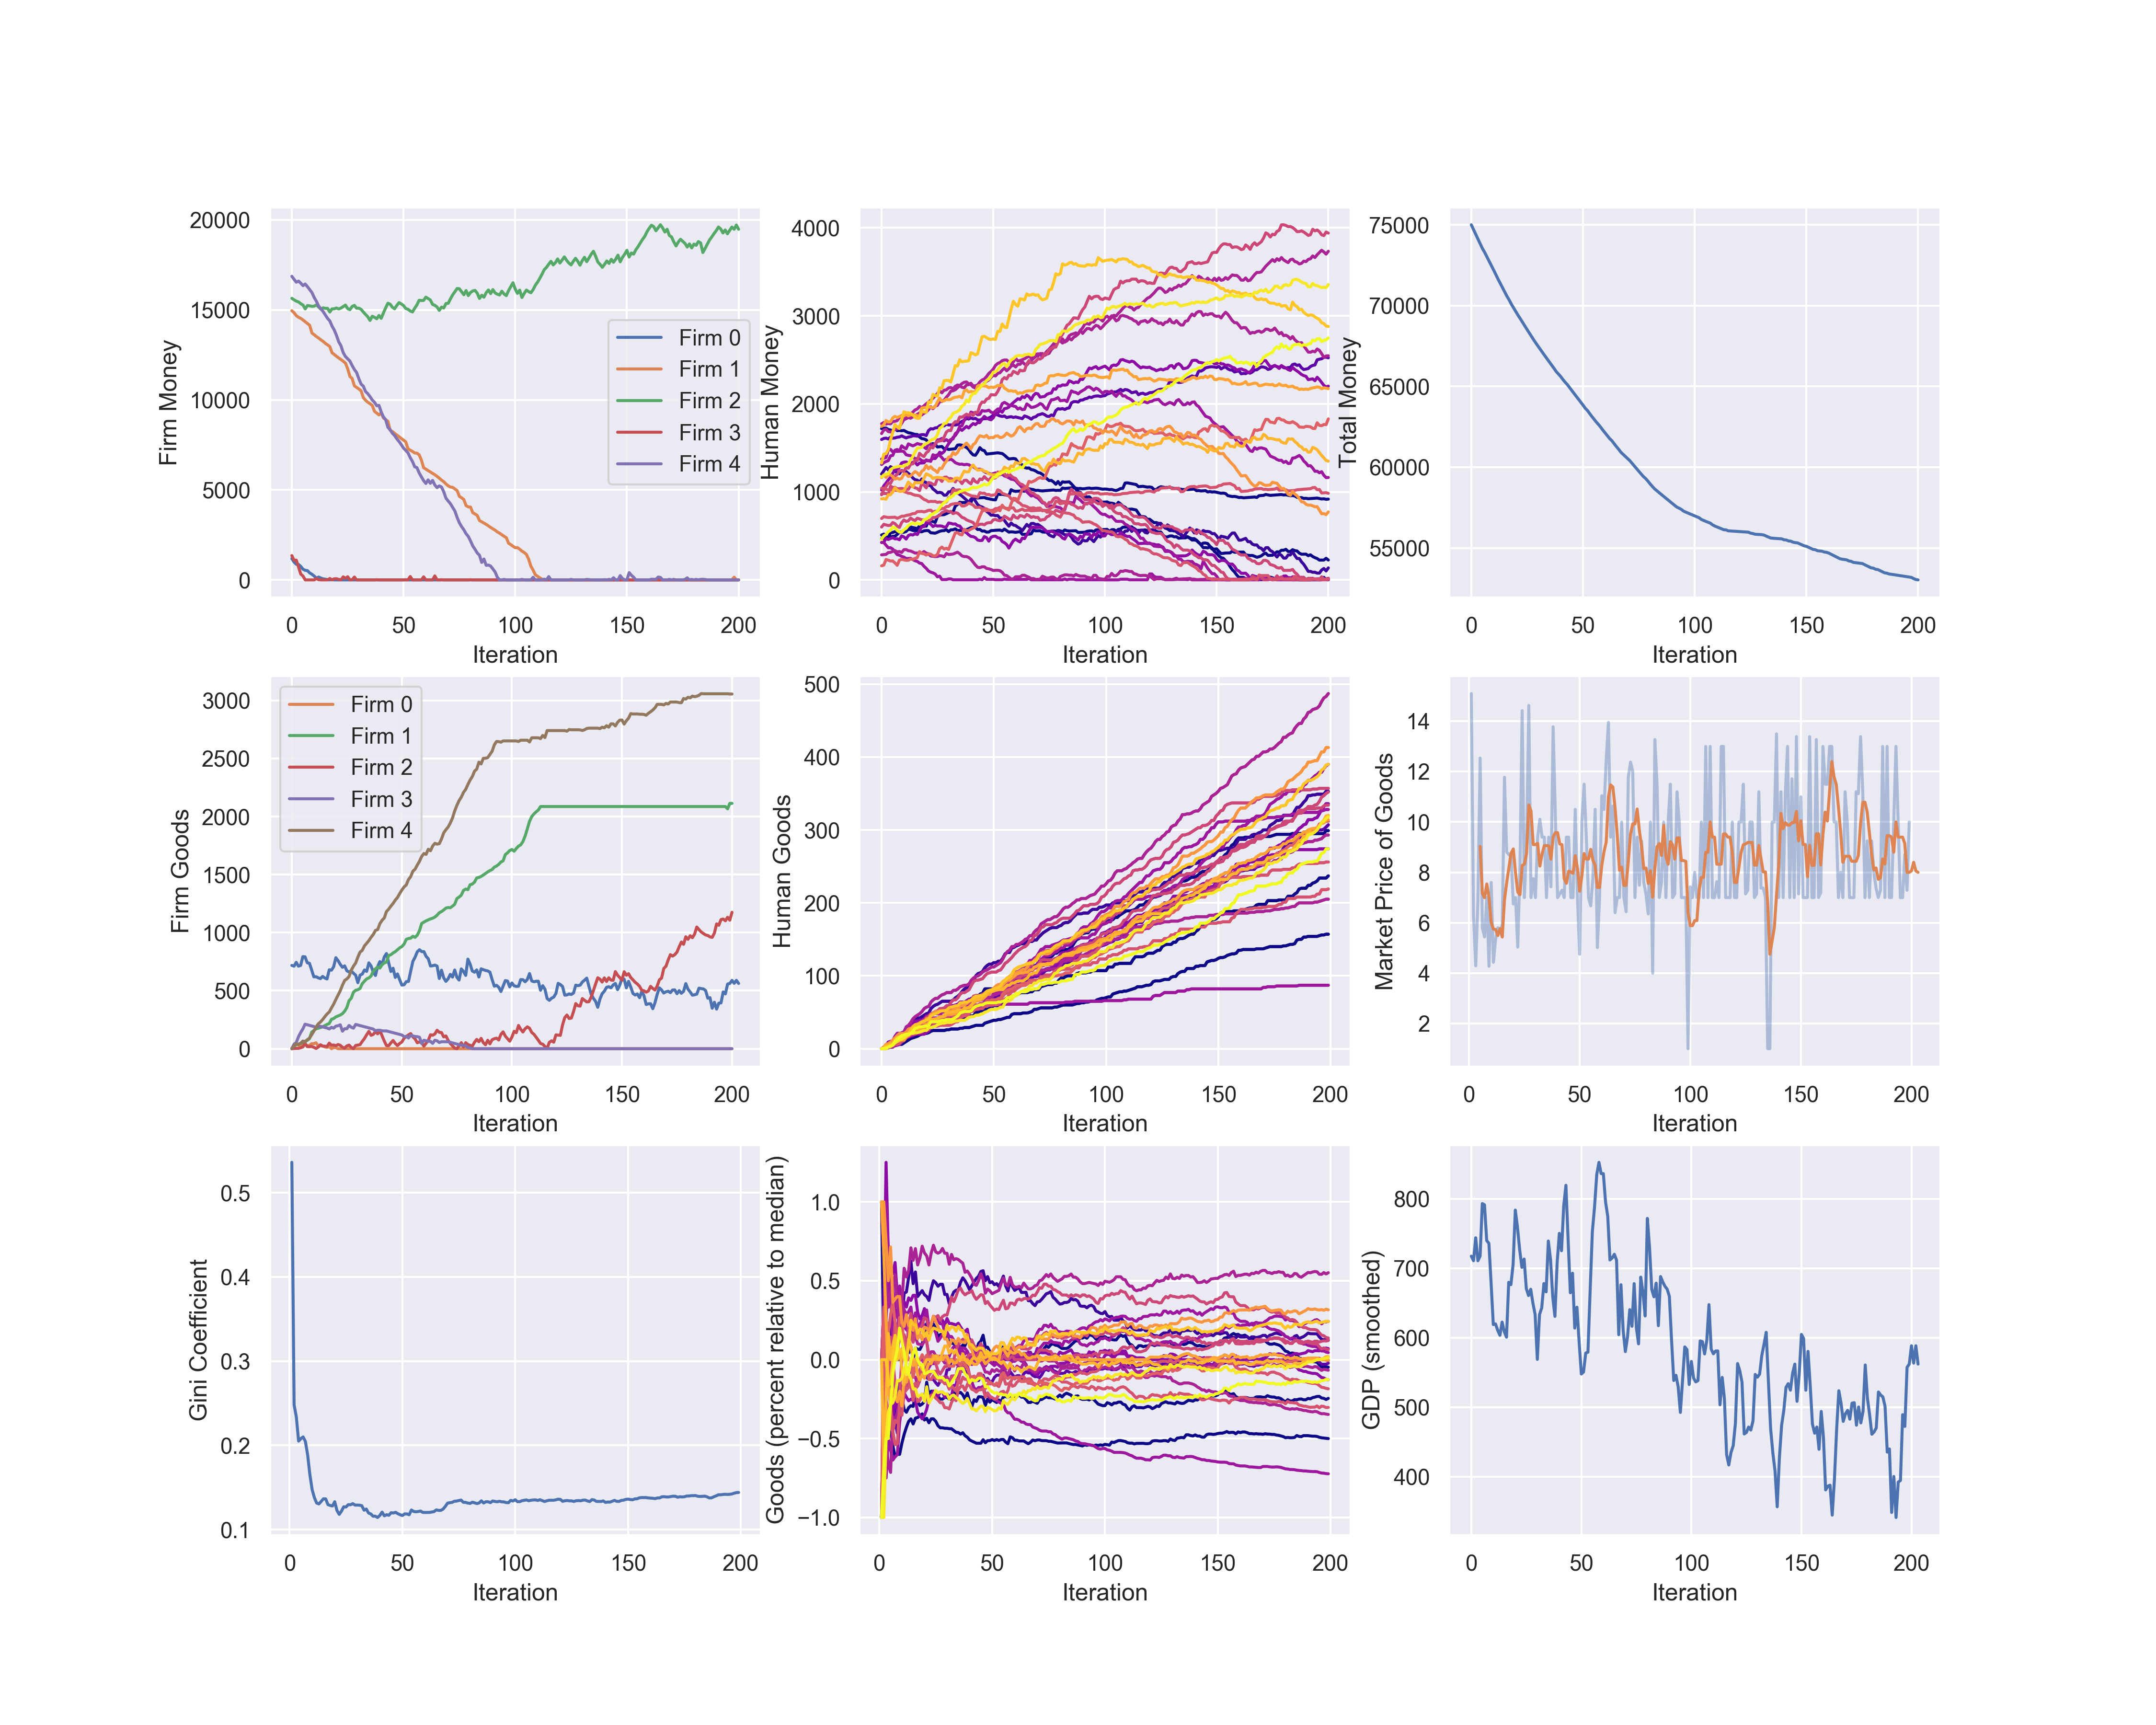 20000
15000
10000
5000
0
Firm Money
Firm 0
Firm 1
Firm 2
Firm 3
Firm 4
0 50 100 150 200
Iteration
4000
3000
2000
1000
0
Human Money
0 50 100 150 200
Iteration
75000
70000
65000
60000
55000
Total Money
0 50 100 150 200
Iteration
3000
2500
2000
1500
1000
500
0
Firm Goods
Firm 0
Firm 1
Firm 2
Firm 3
Firm 4
0 50 100 150 200
Iteration
500
400
300
200
100
0
Human Goods
0 50 100 150 200
Iteration
14
12
10
8
6
4
2
Market Price of Goods
0 50 100 150 200
Iteration
0.5
0.4
0.3
0.2
0.1
Gini Coefficient
0 50 100 150 200
Iteration
1.0
0.5
0.0
−0.5
−1.0
Goods (percent relative to median)
0 50 100 150 200
Iteration
800
700
600
500
400
GDP (smoothed)
0 50 100 150 200
Iteration